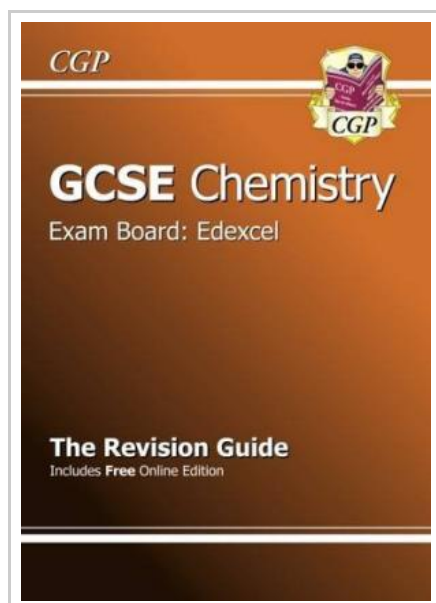 CGP
CGP
CGP
GCSE Chemistry
Exam Board: Edexcel
The Revision Guide
Includes Free Online Edition